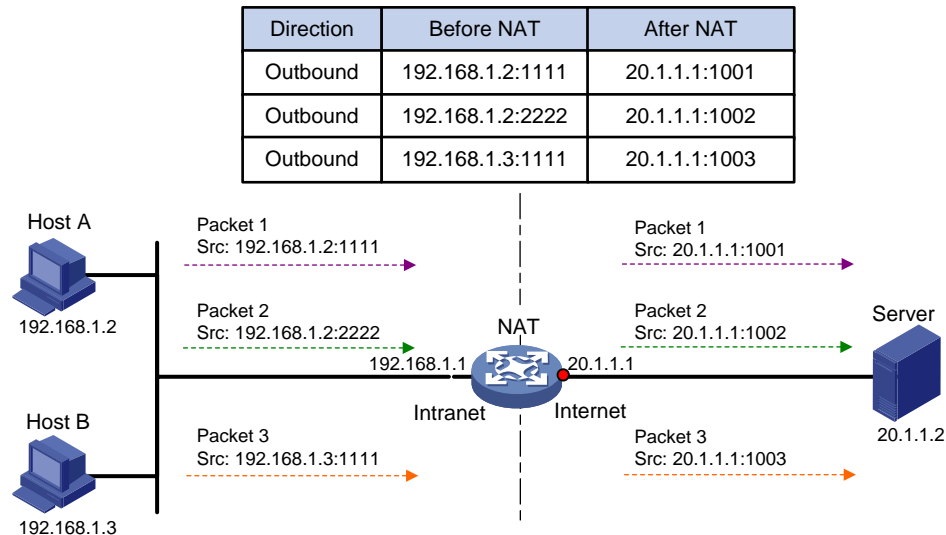 Direction Before NAT After NAT
Outbound 192.168.1.2:1111 20.1.1.1:1001
Outbound 192.168.1.2:2222 20.1.1.1:1002
Outbound 192.168.1.3:1111 20.1.1.1:1003
Host A
192.168.1.2
Packet 1
Src: 192.168.1.2:1111
Packet 1
Src: 20.1.1.1:1001
Packet 2
Src: 192.168.1.2:2222
NAT
Packet 2
Src: 20.1.1.1:1002
Server
192.168.1.1
20.1.1.1
Intranet
Internet
20.1.1.2
Host B
192.168.1.3
Packet 3
Src: 192.168.1.3:1111
Packet 3
Src: 20.1.1.1:1003